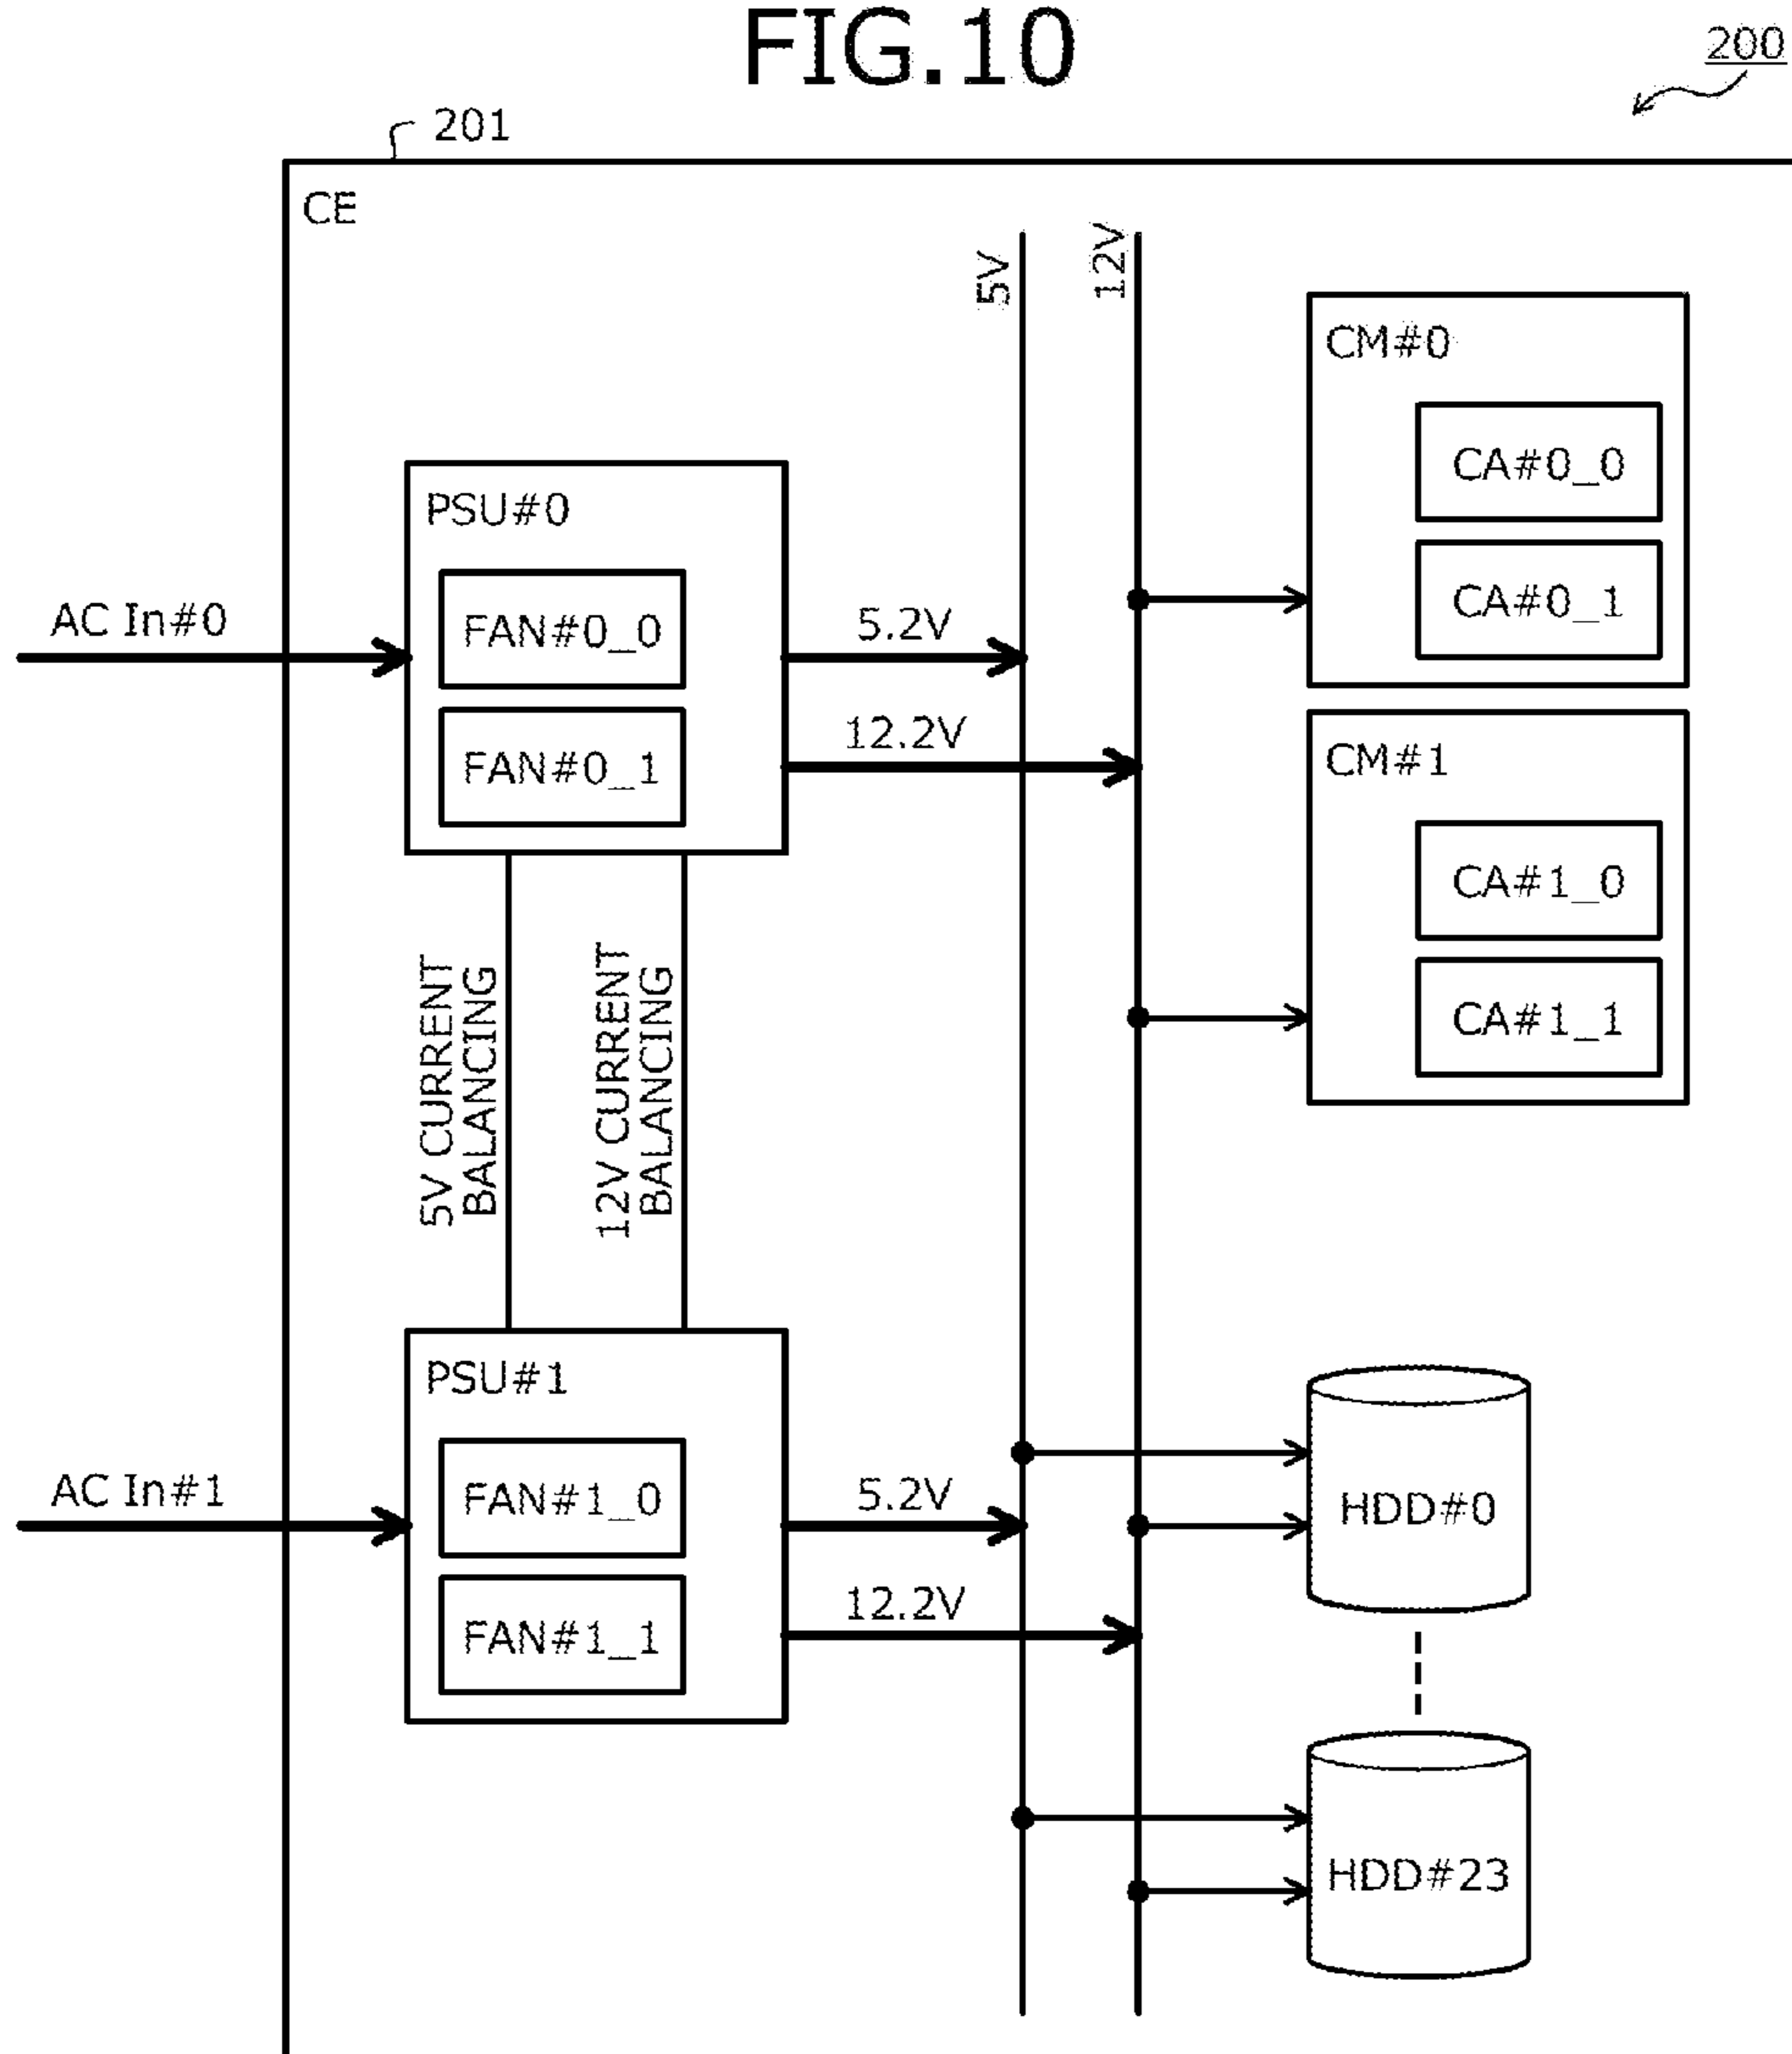 FIG.10
200
201
CE
5V
12V
CM#0
CA#0_0
CA#0_1
PSU#0
FAN#0_0
FAN#0_1
AC In#0
5.2V
12.2V
CM#1
CA#1_0
CA#1_1
5V CURRENT
BALANCING
12V CURRENT
BALANCING
PSU#1
FAN#1_0
FAN#1_1
AC In#1
5.2V
12.2V
HDD#0
HDD#23